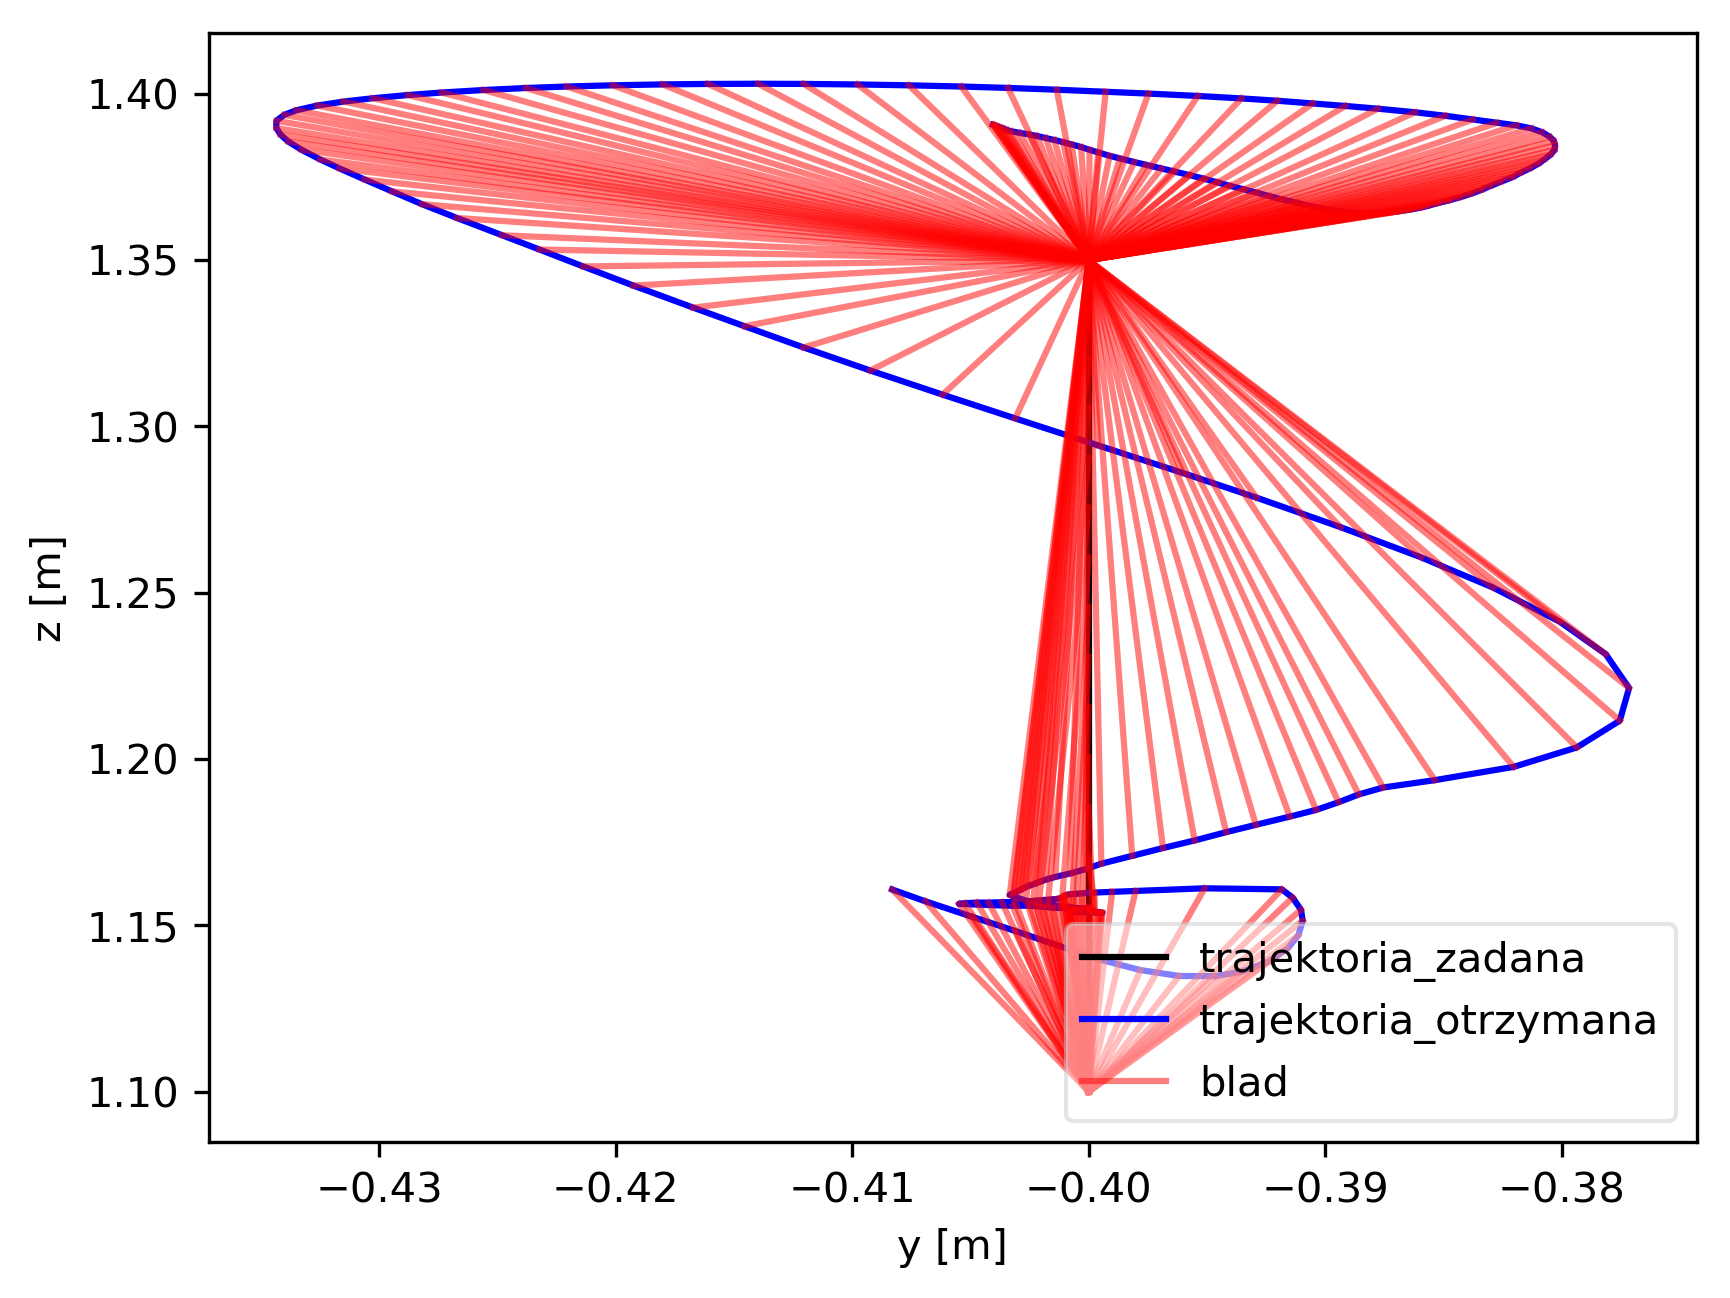 1.40
1.35
1.30
1.25
1.20
1.15
1.10
z [m]
−0.43
−0.42
−0.41
−0.40
−0.39
−0.38
y [m]
trajektoria_zadana
trajektoria_otrzymana
blad